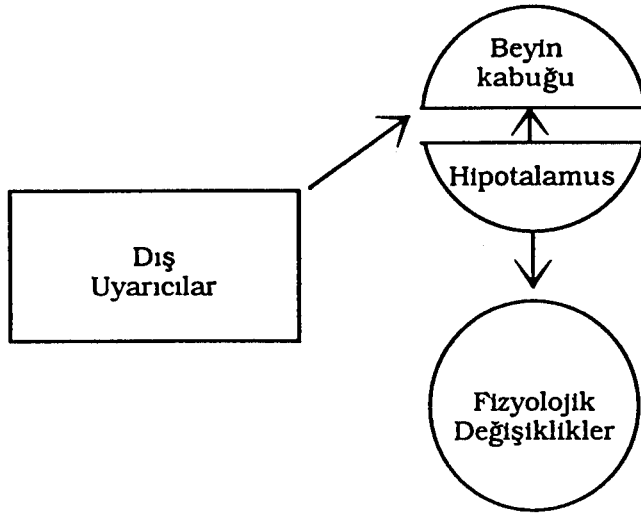 Beyin
kabuğu
Hipotalamus
Dış
Uyarıcılar
Fizyolojik
Değişiklikler